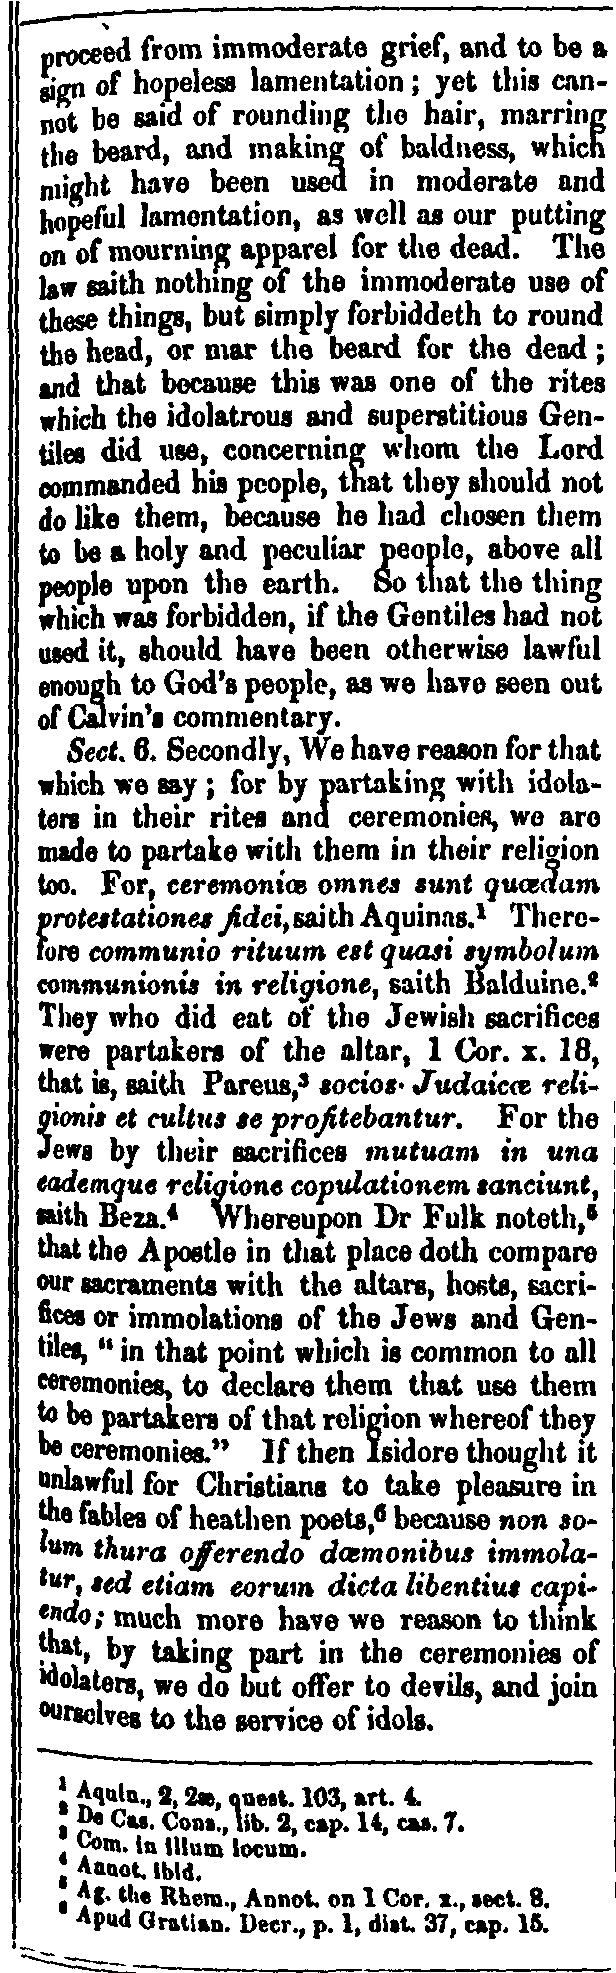 proceed from immoderate grief, and to be a
sign of hopeless lamentation; yet this can-
not be said of rounding the hair, marring
the beard, and making of baldness, which
might have been used in moderate and
hopeful lamentation, as well as our putting
on of mourning apparel for the dead. The
law saith nothing of the immoderate use of
these things, but simply forbiddeth to round
the head, or mar the beard for the dead;
and that because this was one of the rites
which the idolatrous and superstitious Gen-
tiles did use, concerning whom the Lord
commanded his people, that they should not
do like them, because he had chosen them
to be a holy and peculiar people, above all
people upon the earth. So that the thing
which was forbidden, if the Gentiles had not
used it, should have been otherwise lawful
enough to God's people, as we have seen out
of Calvin's commentary.
Sect. 6. Secondly, We have reason for that
which we say; for by partaking with idola-
ters in their rites and ceremonies, we are
made to partake with them in their religion
too. For, ceremoniæ omnes sunt quædam
protestationes fidei, saith Aquinas.¹ There-
fore communio rituum est quasi symbolum
communionis in religione, saith Balduine.²
They who did eat of the Jewish sacrifices
were partakers of the altar, 1 Cor. x. 18,
that is, saith Pareus,³ socios Judaicæ reli-
gionis et cultus se profitebantur. For the
Jews by their sacrifices mutuam in una
eademque religione copulationem sanciunt,
saith Beza.⁴ Whereupon Dr Fulk noteth,⁵
that the Apostle in that place doth compare
our sacraments with the altars, hosts, sacri-
fices or immolations of the Jews and Gen-
tiles, "in that point which is common to all
ceremonies, to declare them that use them
to be partakers of that religion whereof they
be ceremonies." If then Isidore thought it
unlawful for Christians to take pleasure in
the fables of heathen poets,⁶ because non so-
lum thura offerendo dæmonibus immola-
tur, sed etiam eorum dicta libentius capi-
endo; much more have we reason to think
that, by taking part in the ceremonies of
idolaters, we do but offer to devils, and join
ourselves to the service of idols.
¹ Aquin., 2, 2æ, quest. 103, art. 4.
² De Cas. Cons., lib. 2, cap. 14, cas. 7.
³ Com. in illum locum.
⁴ Annot. ibid.
⁵ Ag. the Rhem., Annot. on 1 Cor. x., sect. 8.
⁶ Apud Gratian. Decr., p. 1, dist. 37, cap. 15.